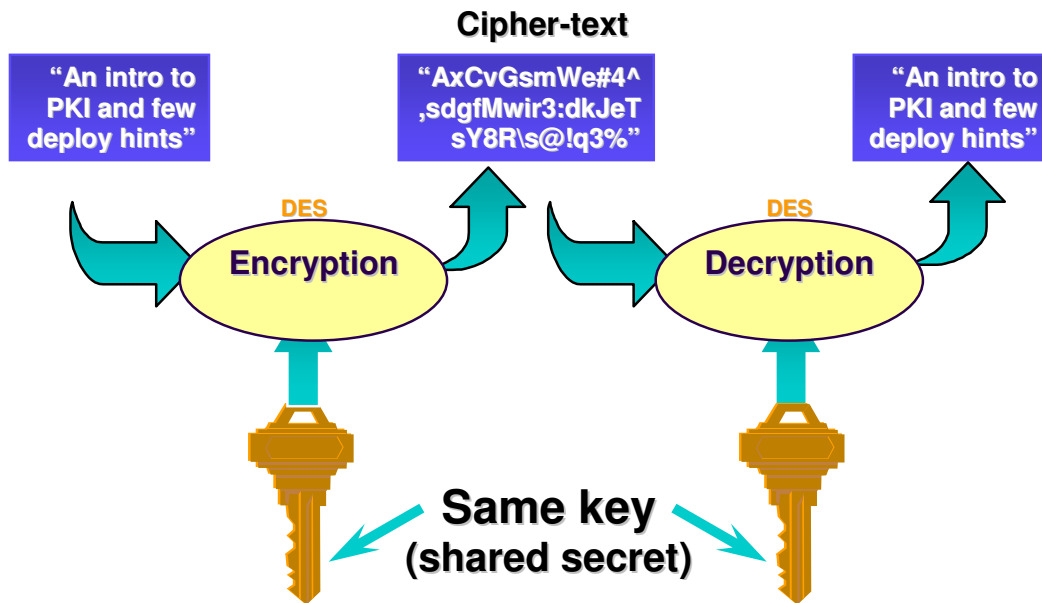 Cipher-text
“An intro to
PKI and few
deploy hints”
“AxCvGsmWe#4^
,sdgfMwir3:dkJeT
sY8R\s@!q3%”
“An intro to
PKI and few
deploy hints”
DES
Encryption
DES
Decryption
Same key
(shared secret)